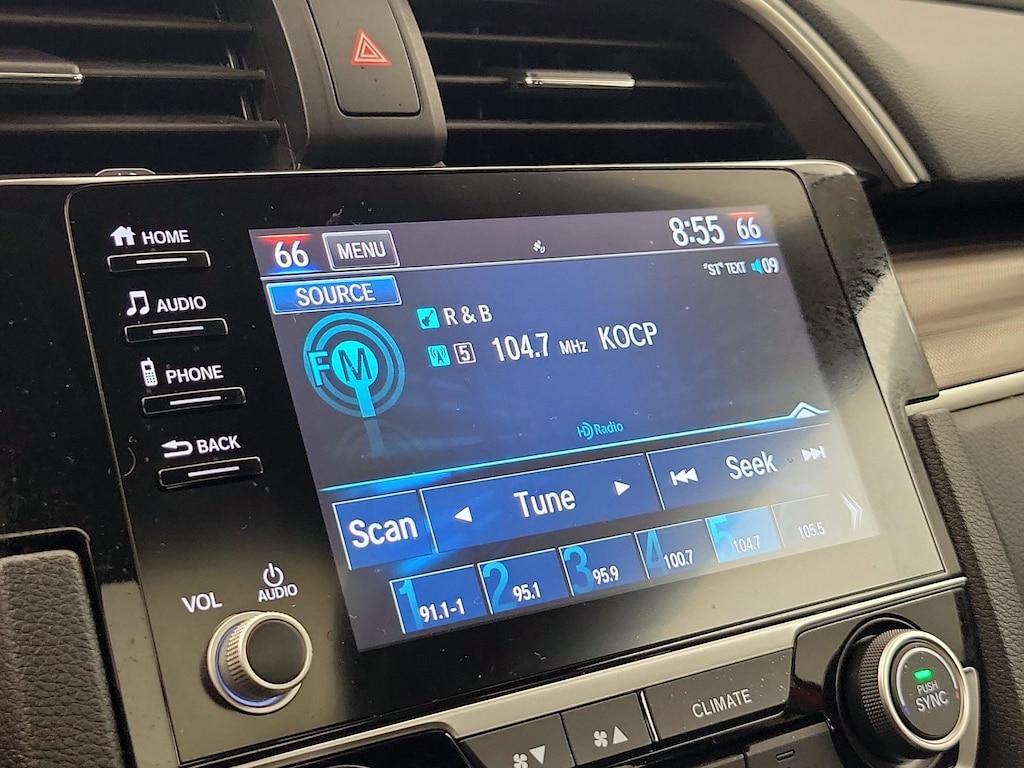 HOME
AUDIO
PHONE
BACK
VOL
AUDIO
66 MENU 8:55 66
SOURCE "ST" TEXT 09
FM
R & B
5 104.7 MHz KOCP
HD Radio
Scan Tune Seek
1 91.1-1 2 95.1 3 95.9 4 100.7 5 104.7 105.5
CLIMATE
PUSH
SYNC